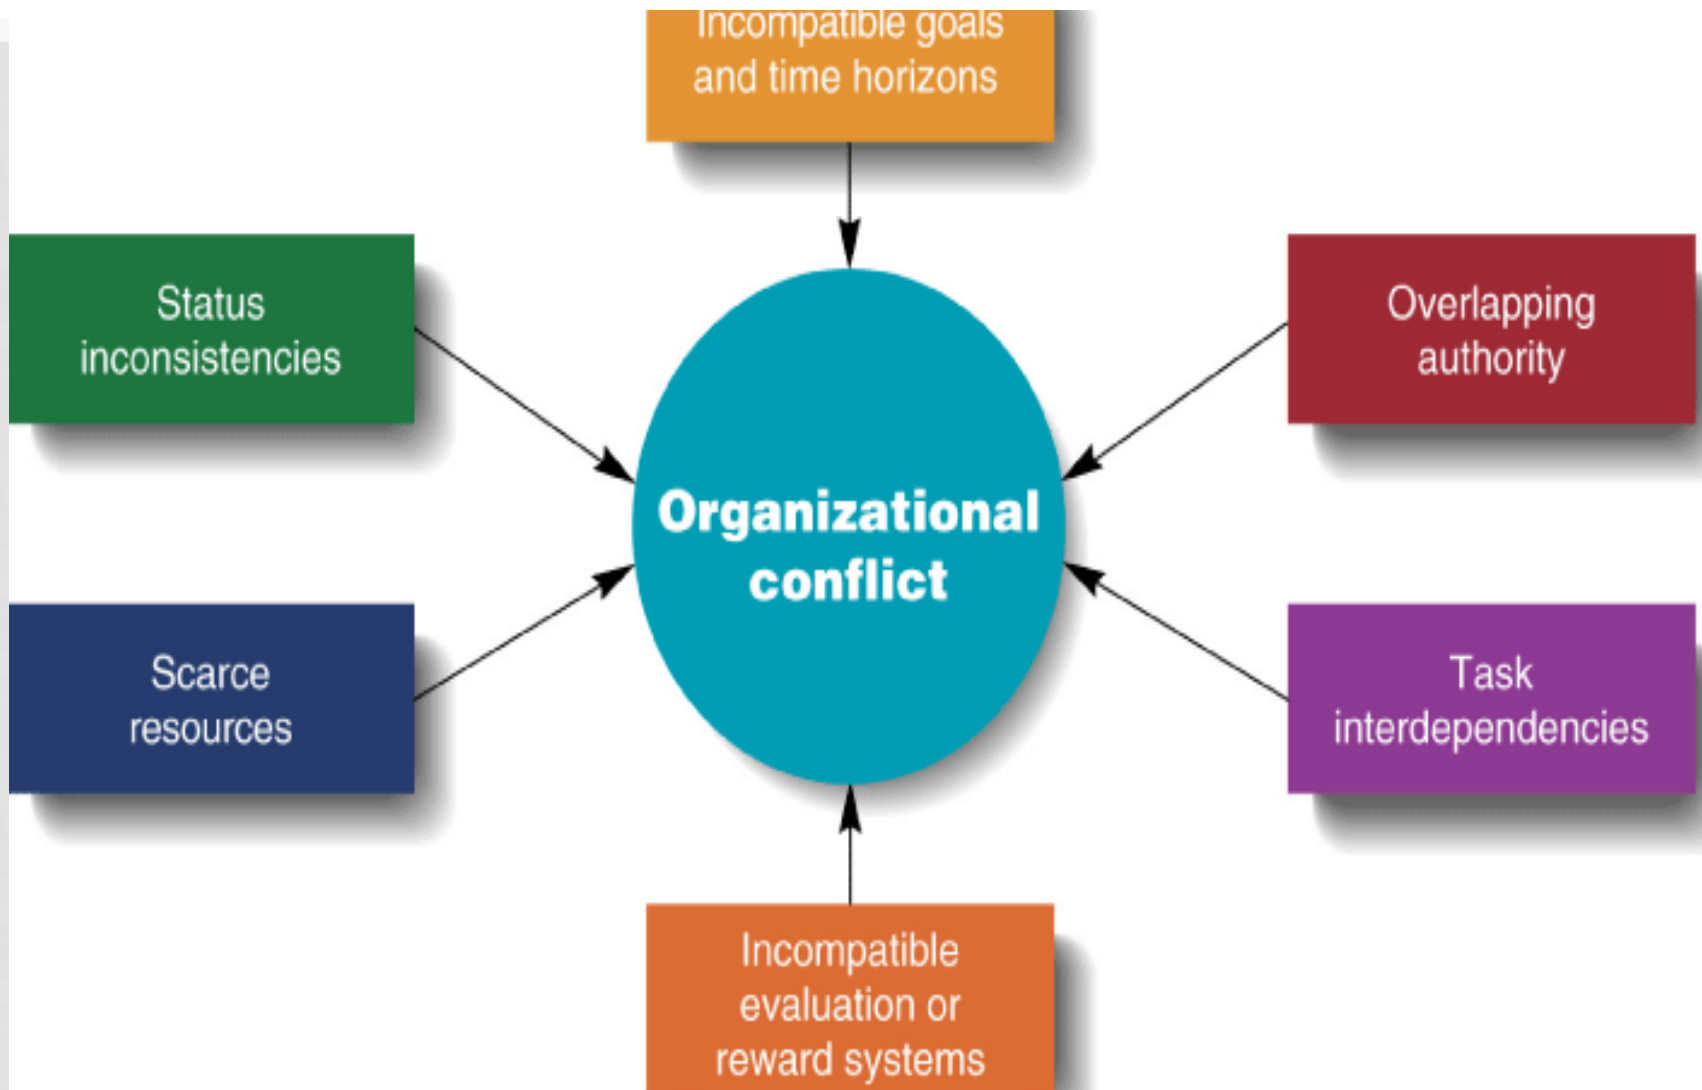 Incompatible goals
and time horizons
Status
inconsistencies
Overlapping
authority
Organizational
conflict
Scarce
resources
Task
interdependencies
Incompatible
evaluation or
reward systems